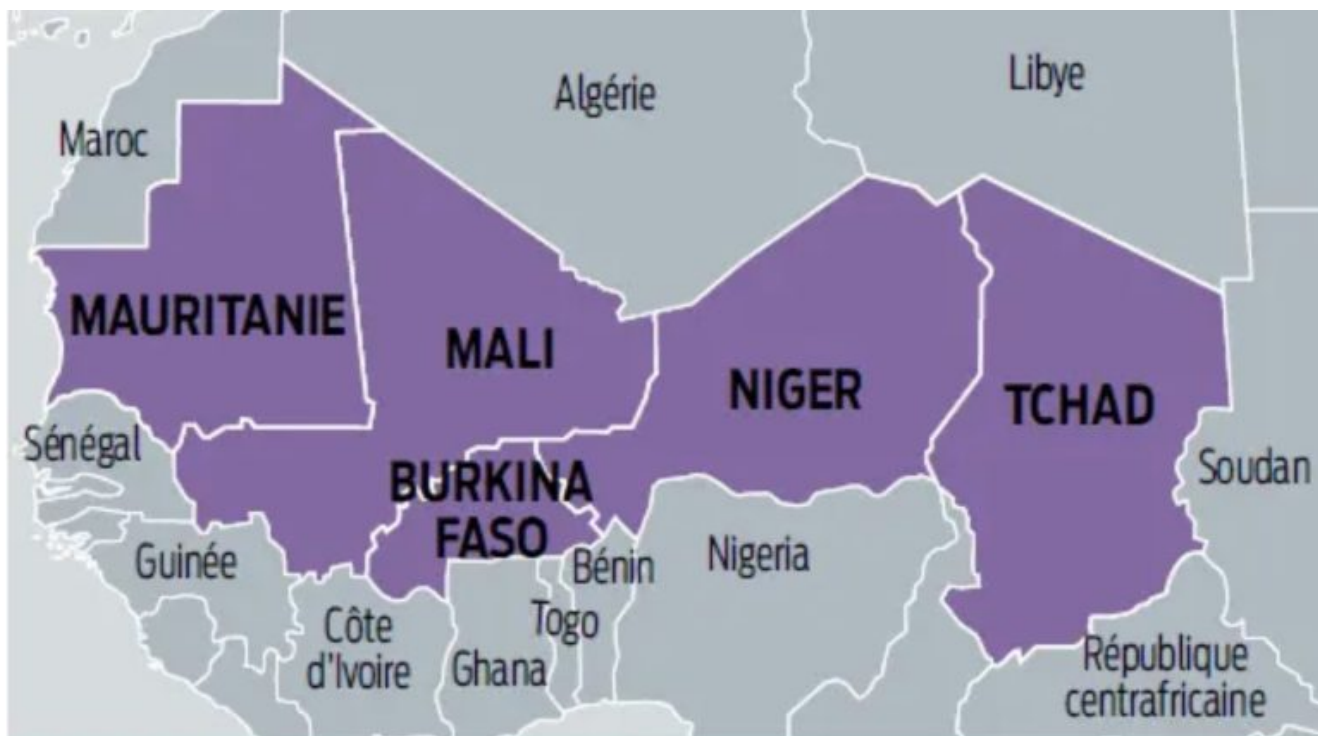 Algérie
Libye
Maroc
MAURITANIE
MALI
NIGER
TCHAD
Sénégal
BURKINA
FASO
Soudan
Guinée
Bénin
Nigeria
Togo
Côte
d'Ivoire
Ghana
République
centrafricaine